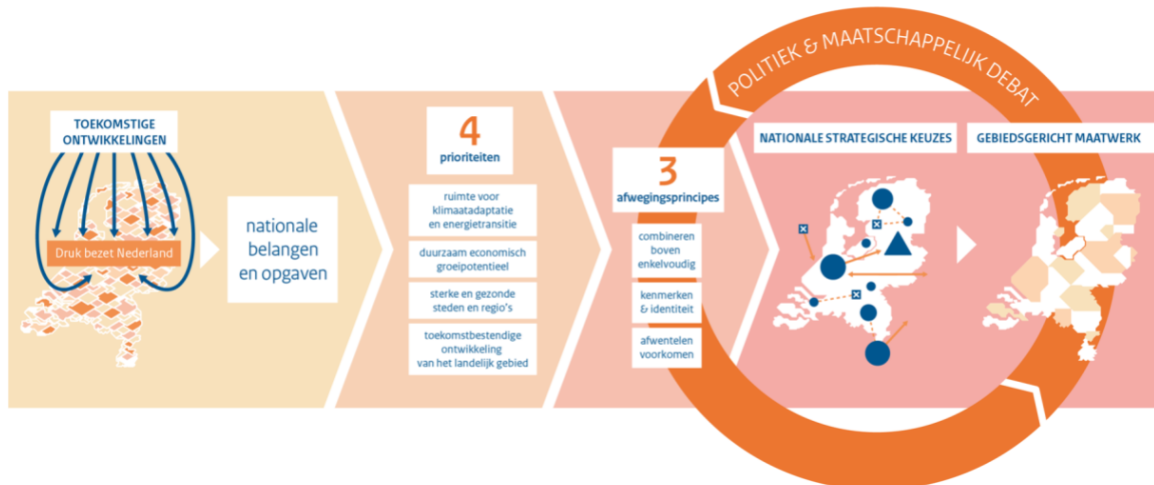 POLITIEK & MAATSCHAPPELIJK DEBAT
TOEKOMSTIGE
ONTWIKKELINGEN
Druk bezet Nederland
nationale
belangen
en opgaven
4
prioriteiten
ruimte voor
klimaatadaptatie
en energietransitie
duurzaam economisch
groeipotentieel
sterke en gezonde
steden en regio's
toekomstbestendige
ontwikkeling
van het landelijk gebied
3
afwegingsprincipes
combineren
boven
enkelvoudig
kenmerken
& identiteit
afwentelen
voorkomen
NATIONALE STRATEGISCHE KEUZES
GEBIEDSGERICHT MAATWERK